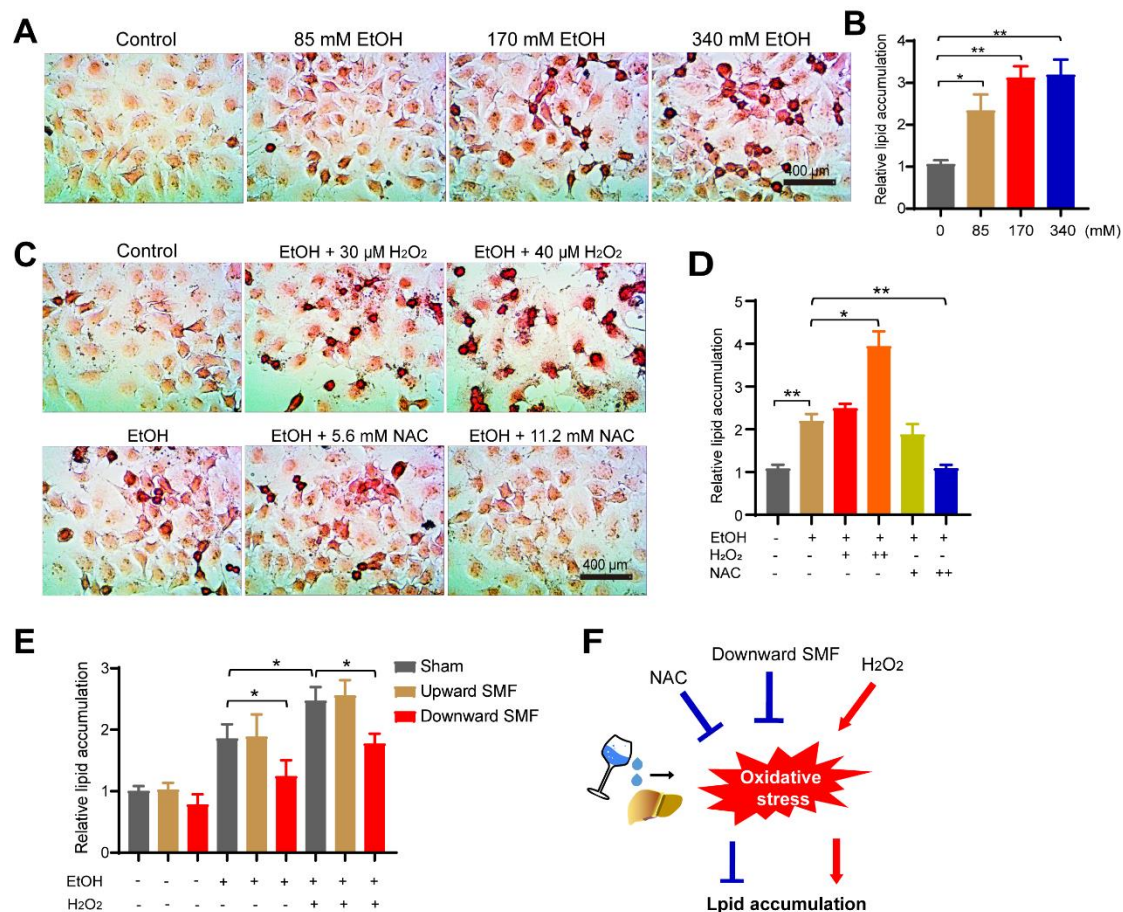 A
Control
85 mM EtOH
170 mM EtOH
340 mM EtOH
400 µm
B
Relative lipid accumulation
4
3
2
1
0
**
**
*
0 85 170 340 (mM)
C
Control
EtOH + 30 µM H₂O₂
EtOH + 40 µM H₂O₂
EtOH
EtOH + 5.6 mM NAC
EtOH + 11.2 mM NAC
400 µm
D
Relative lipid accumulation
5
4
3
2
1
0
**
*
**
EtOH - + + + + +
H₂O₂ - - + ++ - -
NAC - - - - + ++
E
Relative lipid accumulation
3
2
1
0
* *
*
Sham
Upward SMF
Downward SMF
EtOH - - - + + + + + +
H₂O₂ - - - - - - + + +
F
NAC
Downward SMF
H₂O₂
Oxidative
stress
Lpid accumulation